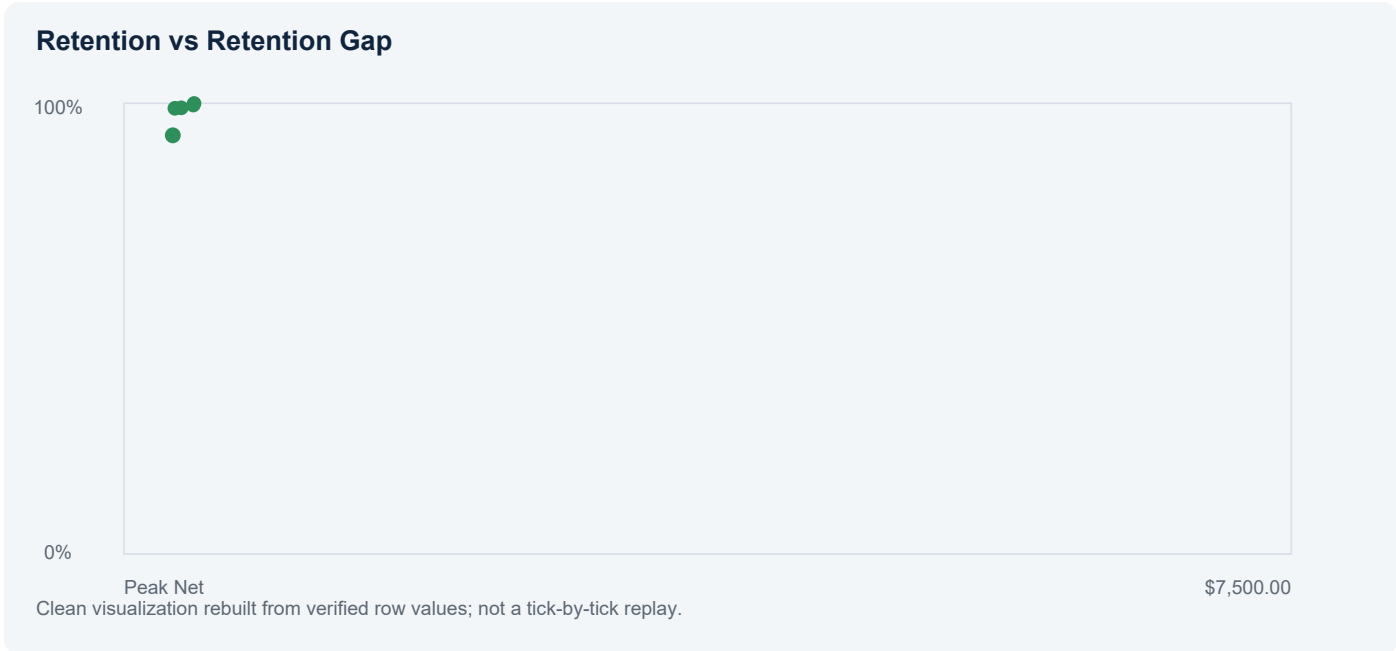 Retention vs Retention Gap
100%
0%
Peak Net
$7,500.00
Clean visualization rebuilt from verified row values; not a tick-by-tick replay.